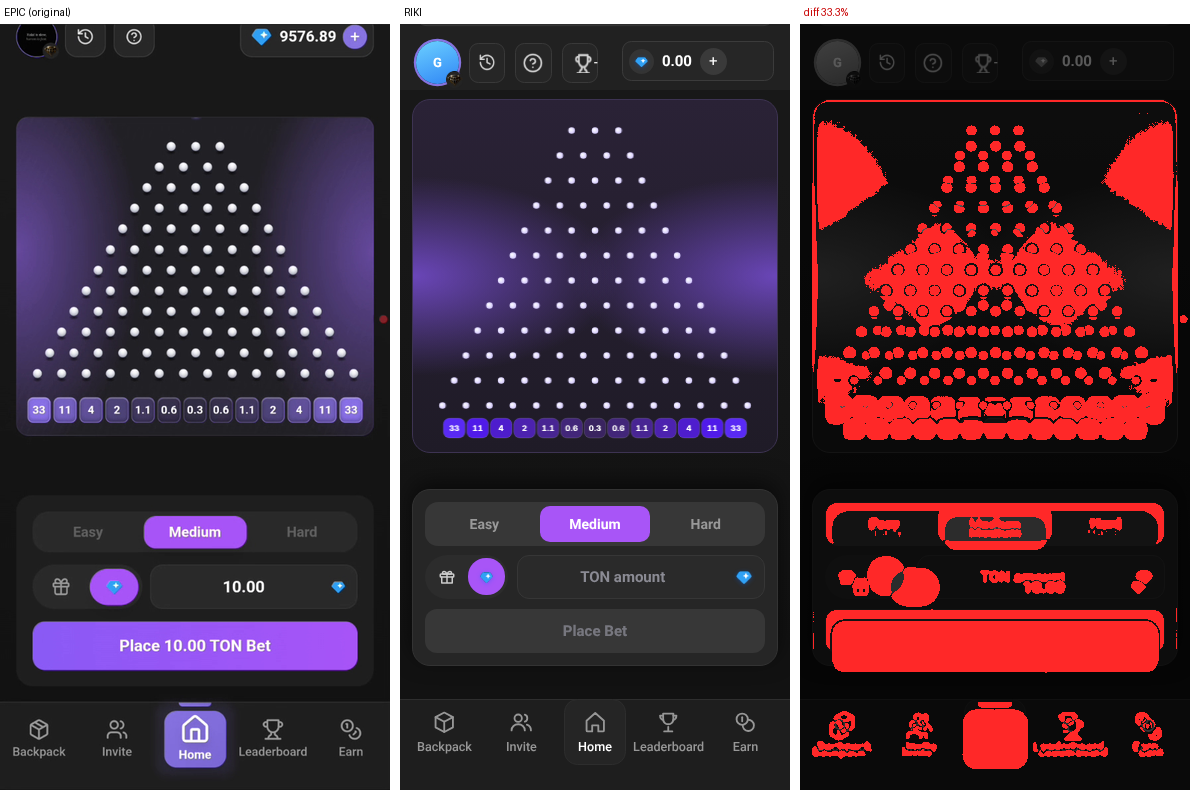 EPIC (original)
RIKI
diff 33.3%
9576.89 +
G
0.00 +
G
0.00 +
33 11 4 2 1.1 0.6 0.3 0.6 1.1 2 4 11 33
33 11 4 2 1.1 0.6 0.3 0.6 1.1 2 4 11 33
Easy Medium Hard
10.00
Place 10.00 TON Bet
Easy Medium Hard
TON amount
Place Bet
TON amount
Backpack Invite Home Leaderboard Earn
Backpack Invite Home Leaderboard Earn